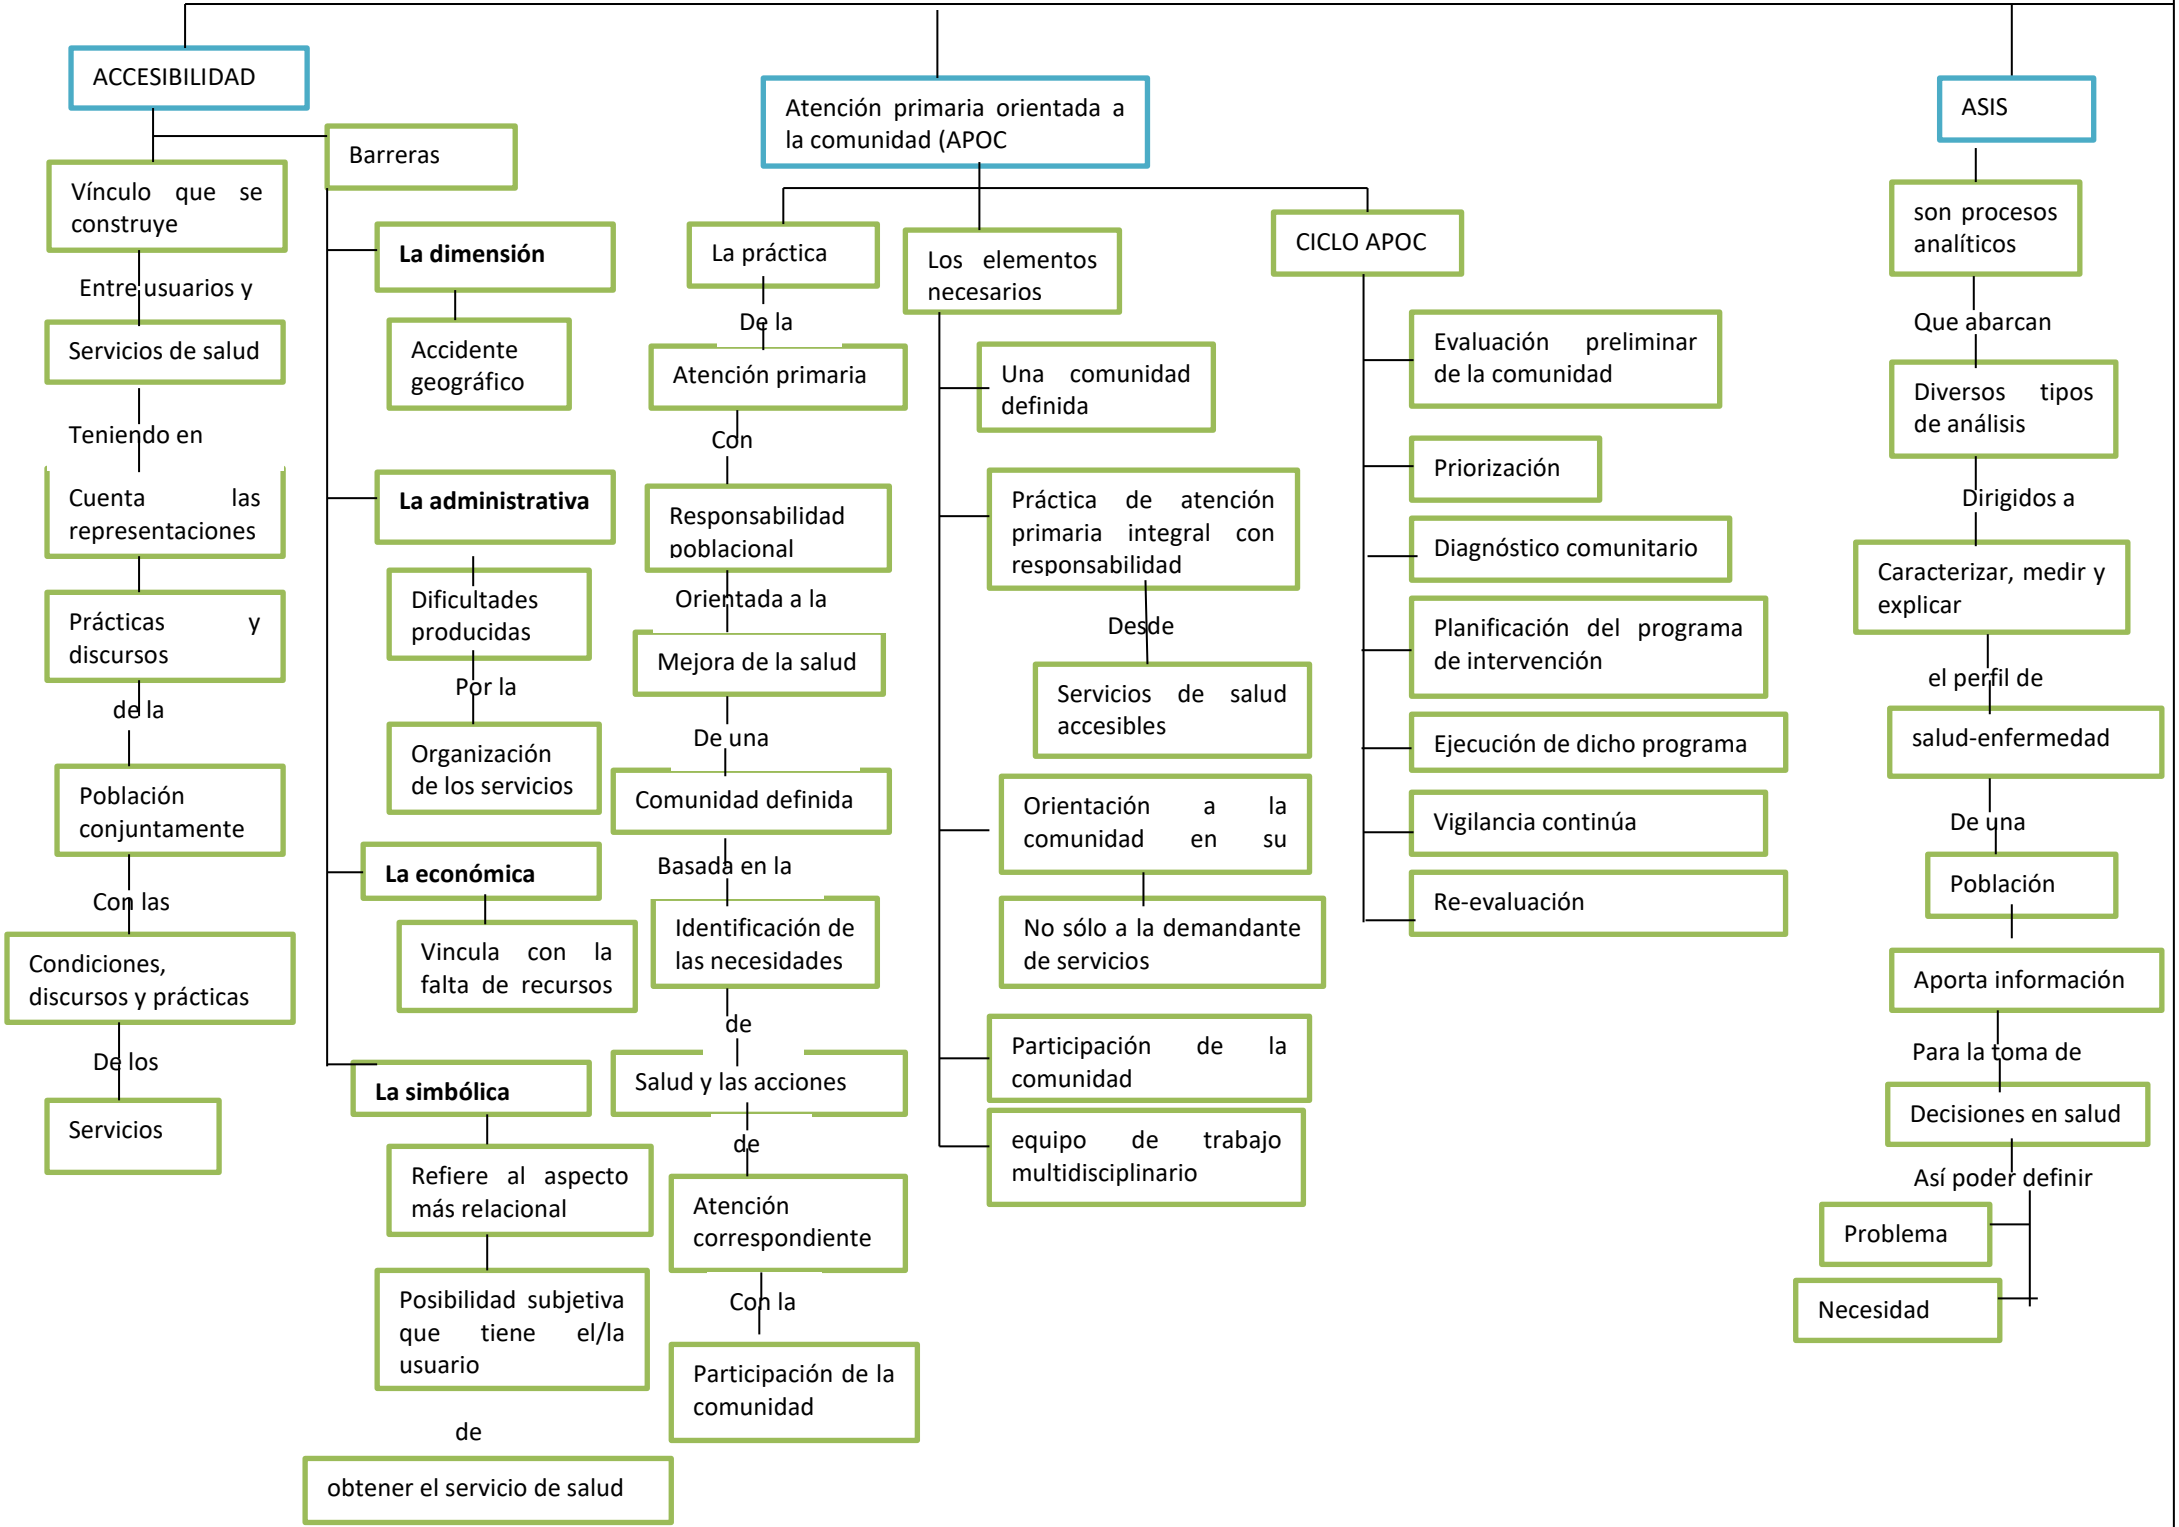 ACCESIBILIDAD
Vínculo que se
construye
Entre usuarios y
Servicios de salud
Teniendo en
Cuenta las
representaciones
Prácticas y
discursos
de la
Población
conjuntamente
Con las
Condiciones,
discursos y prácticas
De los
Servicios
Barreras
La dimensión
Accidente
geográfico
La administrativa
Dificultades
producidas
Por la
Organización
de los servicios
La económica
Vincula con la
falta de recursos
La simbólica
Refiere al aspecto
más relacional
Posibilidad subjetiva
que tiene el/la
usuario
de
obtener el servicio de salud
Atención primaria orientada a
la comunidad (APOC
La práctica
De la
Atención primaria
Con
Responsabilidad
poblacional
Orientada a la
Mejora de la salud
De una
Comunidad definida
Basada en la
Identificación de
las necesidades
de
Salud y las acciones
de
Atención
correspondiente
Con la
Participación de la
comunidad
Los elementos
necesarios
Una comunidad
definida
Práctica de atención
primaria integral con
responsabilidad
Desde
Servicios de salud
accesibles
Orientación a la
comunidad en su
No sólo a la demandante
de servicios
Participación de la
comunidad
equipo de trabajo
multidisciplinario
CICLO APOC
Evaluación preliminar
de la comunidad
Priorización
Diagnóstico comunitario
Planificación del programa
de intervención
Ejecución de dicho programa
Vigilancia continúa
Re-evaluación
ASIS
son procesos
analíticos
Que abarcan
Diversos tipos
de análisis
Dirigidos a
Caracterizar, medir y
explicar
el perfil de
salud-enfermedad
De una
Población
Aporta información
Para la toma de
Decisiones en salud
Así poder definir
Problema
Necesidad